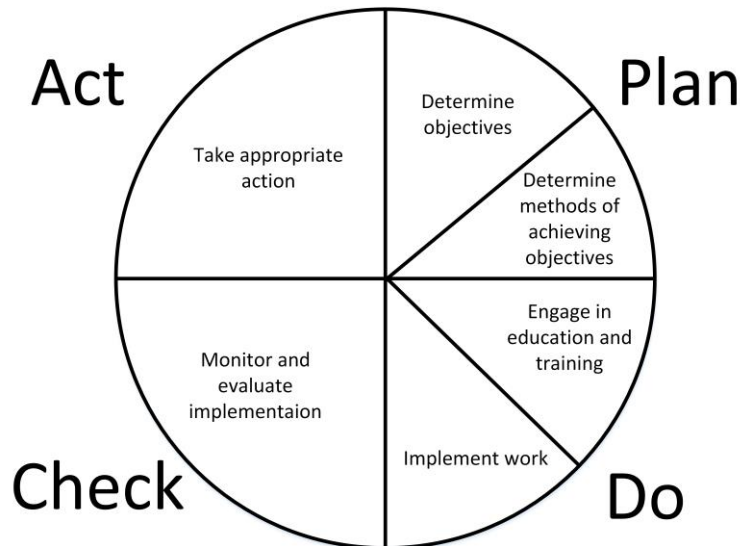 Act
Plan
Determine
objectives
Take appropriate
action
Determine
methods of
achieving
objectives
Engage in
education and
training
Monitor and
evaluate
implementaion
Implement work
Check
Do